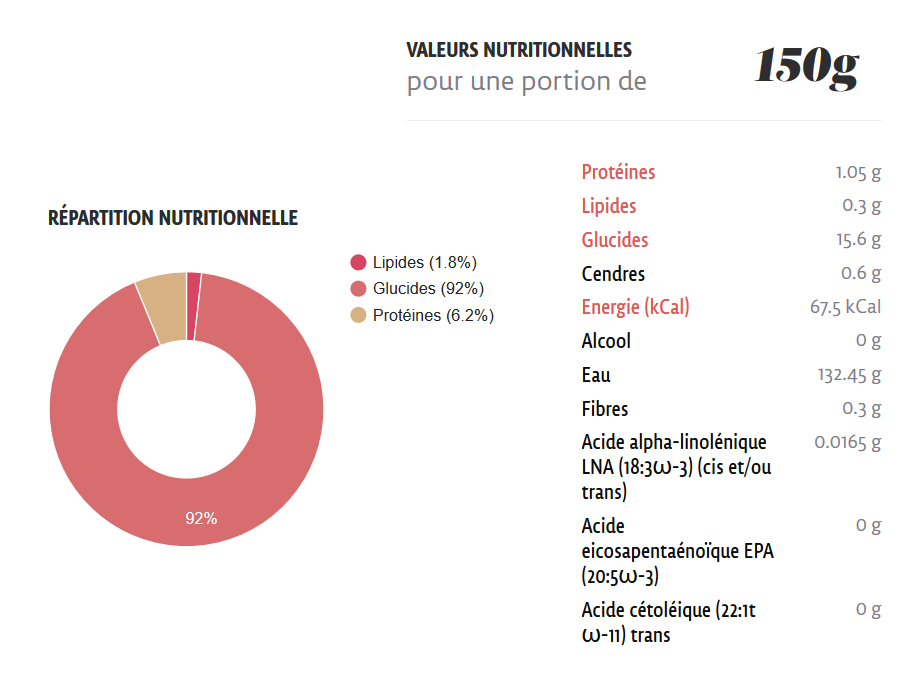 VALEURS NUTRITIONNELLES
pour une portion de
150g
RÉPARTITION NUTRITIONNELLE
Lipides (1.8%)
Glucides (92%)
Protéines (6.2%)
92%
Protéines 1.05 g
Lipides 0.3 g
Glucides 15.6 g
Cendres 0.6 g
Energie (kCal) 67.5 kCal
Alcool 0 g
Eau 132.45 g
Fibres 0.3 g
Acide alpha-linolénique 0.0165 g
LNA (18:3ω-3) (cis et/ou
trans)
Acide 0 g
eicosapentaénoïque EPA
(20:5ω-3)
Acide cétoléique (22:1t 0 g
ω-11) trans